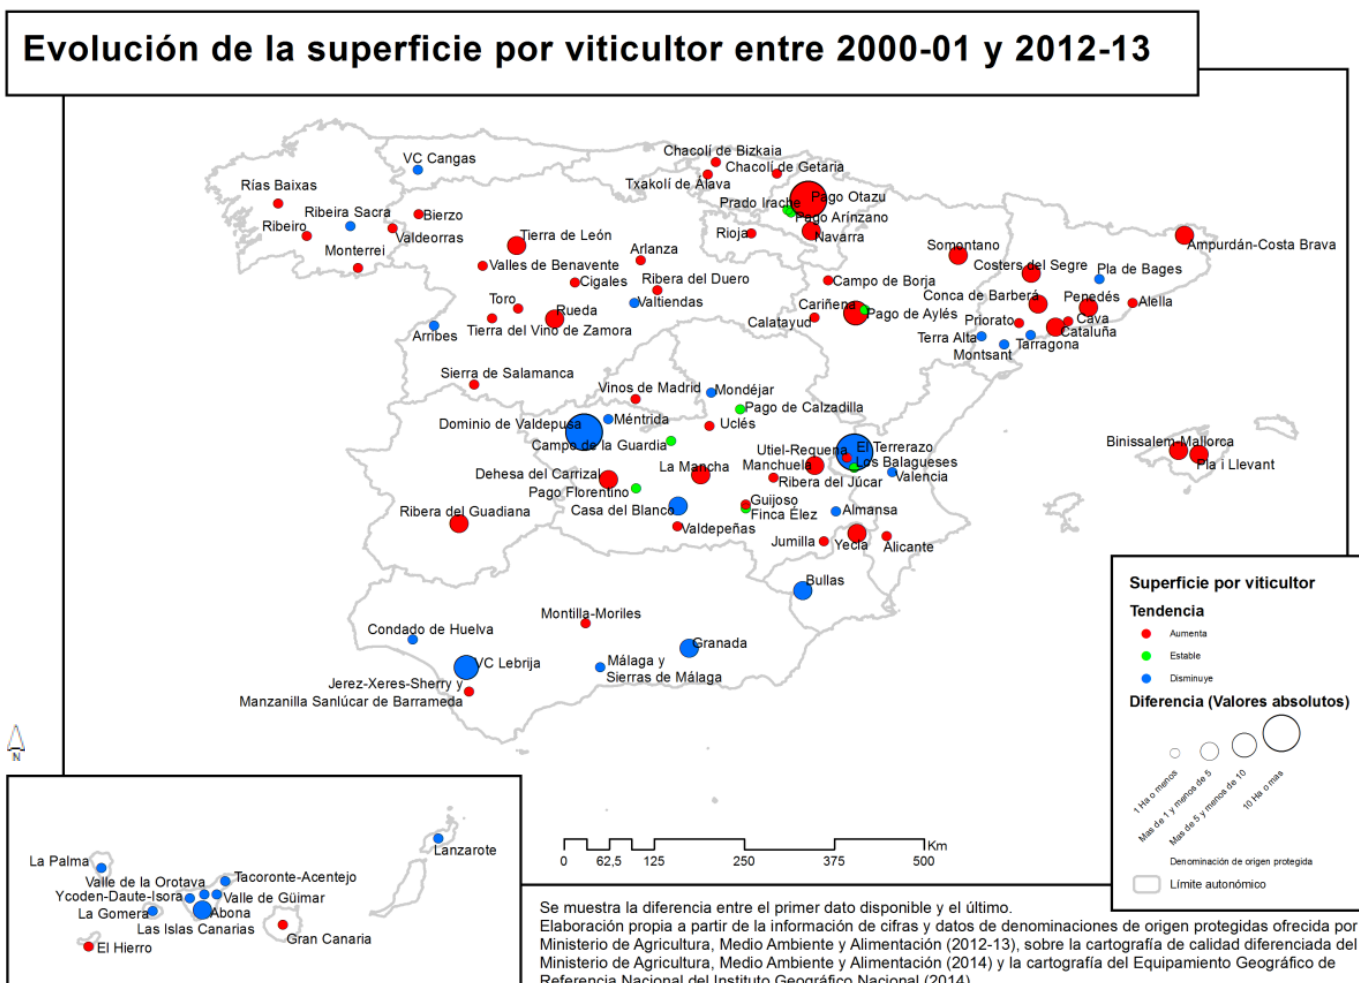 Evolución de la superficie por viticultor entre 2000-01 y 2012-13
Chacolí de Bizkaia
VC Cangas
Chacolí de Getaria
Txakolí de Álava
Rías Baixas
Prado Irache
Pago Otazu
Ribeira Sacra
Bierzo
Pago Arínzano
Ribeiro
Valdeorras
Rioja
Navarra
Tierra de León
Somontano
Ampurdán-Costa Brava
Monterrei
Arlanza
Valles de Benavente
Costers del Segre
Pla de Bages
Cigales
Ribera del Duero
Campo de Borja
Toro
Valtiendas
Conca de Barberá
Penedés
Alella
Rueda
Cariñena
Pago de Aylés
Tierra del Vino de Zamora
Calatayud
Priorato
Cava
Cataluña
Arribes
Terra Alta
Tarragona
Montsant
Sierra de Salamanca
Vinos de Madrid
Mondéjar
Pago de Calzadilla
Dominio de Valdepusa
Méntrida
Uclés
Campo de la Guardia
Utiel-Requena
El Terrerazo
Binissalem-Mallorca
Manchuela
Los Balagueses
Pla i Llevant
La Mancha
Dehesa del Carrizal
Ribera del Júcar
Valencia
Pago Florentino
Guijoso
Ribera del Guadiana
Casa del Blanco
Finca Élez
Almansa
Valdepeñas
Jumilla
Yecla
Alicante
Bullas
Montilla-Moriles
Condado de Huelva
Granada
VC Lebrija
Málaga y
Sierras de Málaga
Jerez-Xeres-Sherry y
Manzanilla Sanlúcar de Barrameda
N
Superficie por viticultor
Tendencia
Aumenta
Estable
Disminuye
Diferencia (Valores absolutos)
1 Ha o menos
Mas de 1 y menos de 5
Mas de 5 y menos de 10
10 Ha o mas
Denominación de origen protegida
Límite autonómico
Lanzarote
La Palma
Valle de la Orotava
Tacoronte-Acentejo
Ycoden-Daute-Isora
Valle de Güimar
La Gomera
Abona
Las Islas Canarias
Gran Canaria
El Hierro
Km
0 62,5 125 250 375 500
Se muestra la diferencia entre el primer dato disponible y el último.
Elaboración propia a partir de la información de cifras y datos de denominaciones de origen protegidas ofrecida por
Ministerio de Agricultura, Medio Ambiente y Alimentación (2012-13), sobre la cartografía de calidad diferenciada del
Ministerio de Agricultura, Medio Ambiente y Alimentación (2014) y la cartografía del Equipamiento Geográfico de
Referencia Nacional del Instituto Geográfico Nacional (2014)